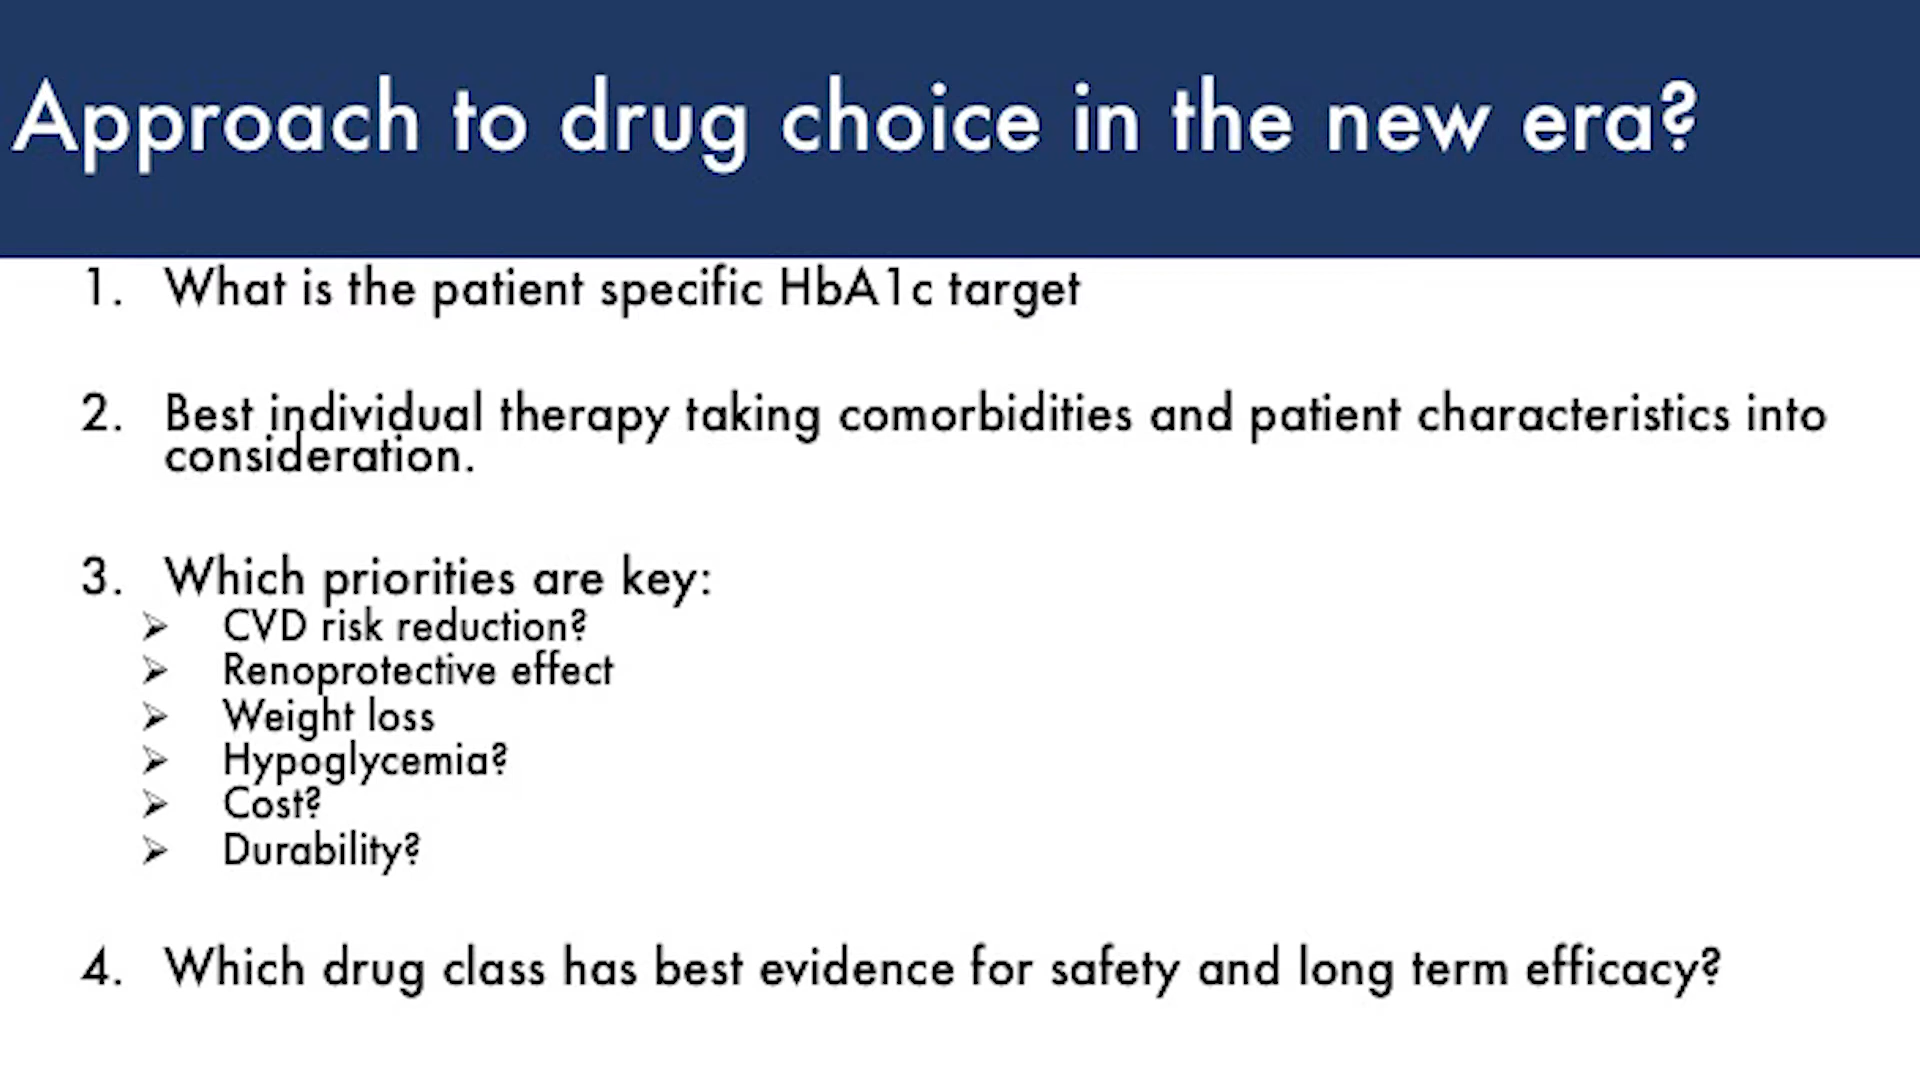 Approach to drug choice in the new era?
1. What is the patient specific HbA1c target
2. Best individual therapy taking comorbidities and patient characteristics into
consideration.
3. Which priorities are key:
➢ CVD risk reduction?
➢ Renoprotective effect
➢ Weight loss
➢ Hypoglycemia?
➢ Cost?
➢ Durability?
4. Which drug class has best evidence for safety and long term efficacy?